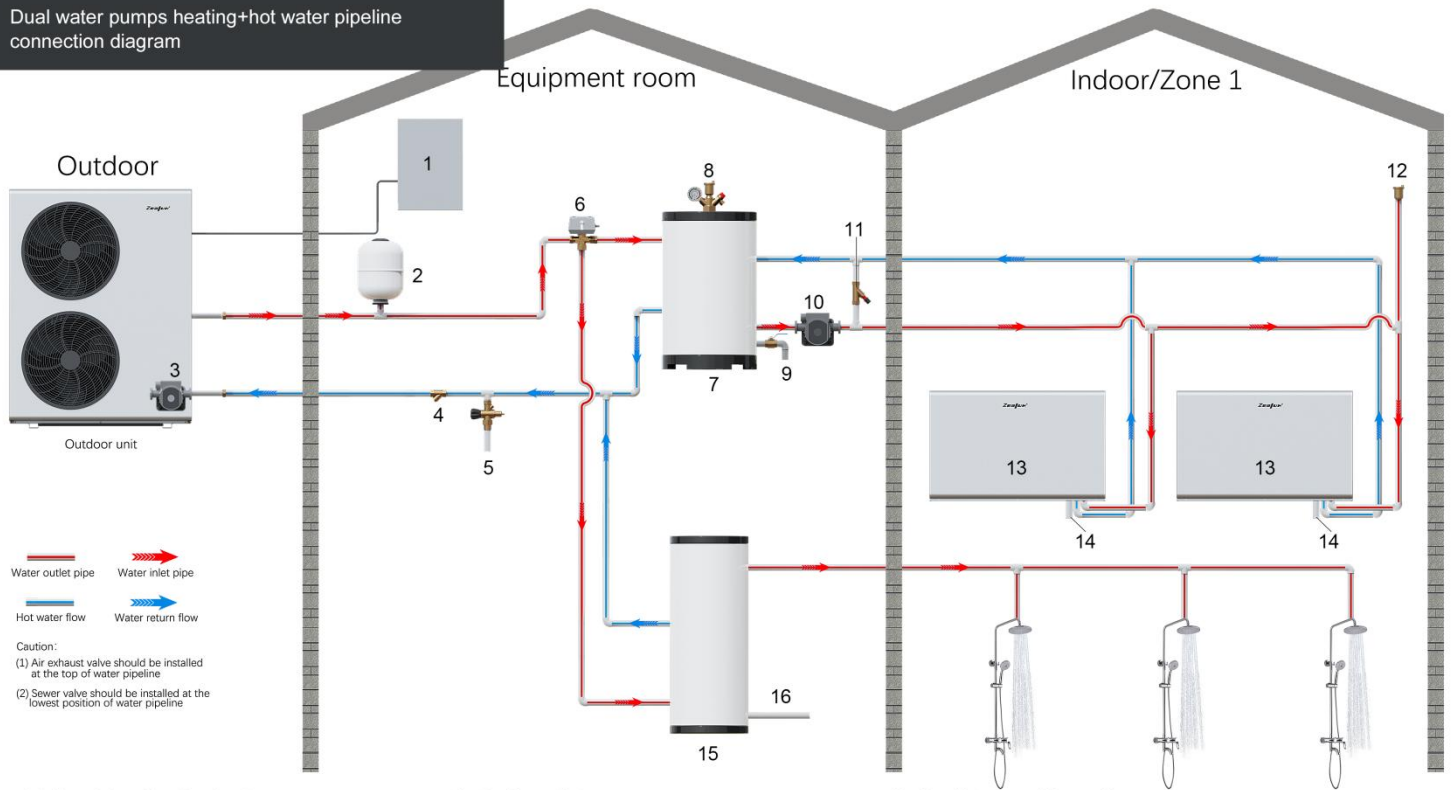 Dual water pumps heating+hot water pipeline
connection diagram
Equipment room
Indoor/Zone 1
Outdoor
1
2
3
4
5
6
7
8
9
10
11
12
13
13
14
14
15
16
Outdoor unit
Water outlet pipe
Water inlet pipe
Hot water flow
Water return flow
Caution:
(1) Air exhaust valve should be installed
at the top of water pipeline
(2) Sewer valve should be installed at the
lowest position of water pipeline